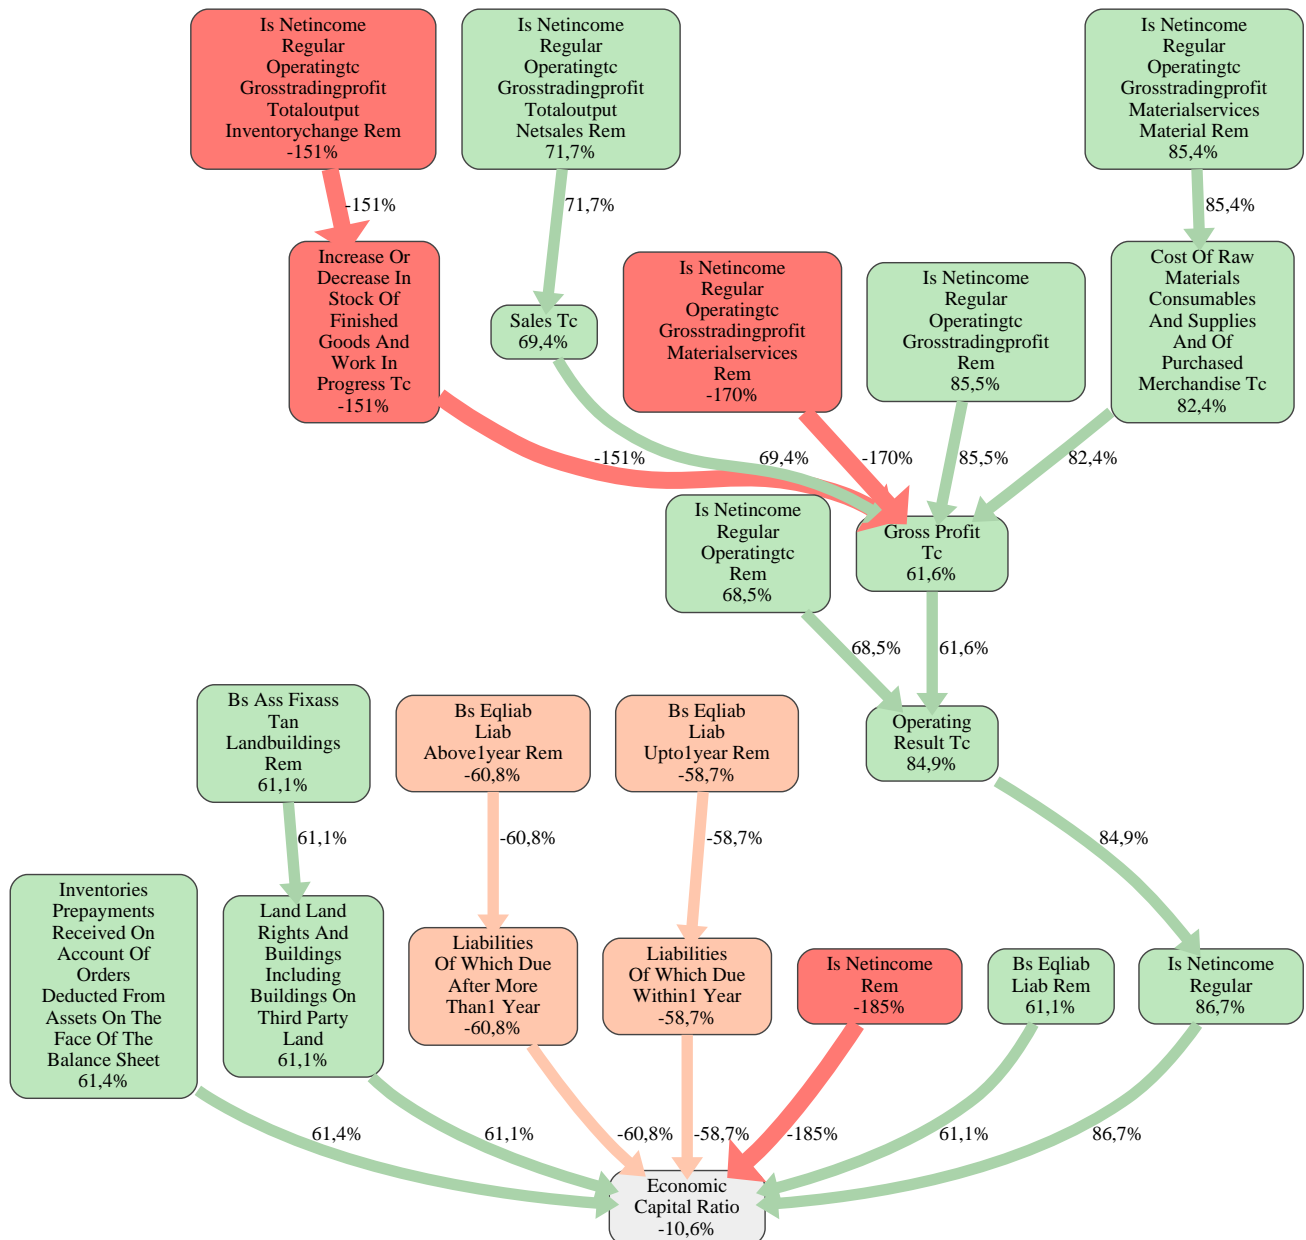 Is Netincome
Regular
Operatingtc
Grosstradingprofit
Totaloutput
Inventorychange Rem
-151%
Is Netincome
Regular
Operatingtc
Grosstradingprofit
Totaloutput
Netsales Rem
71,7%
Is Netincome
Regular
Operatingtc
Grosstradingprofit
Materialservices
Material Rem
85,4%
-151%
71,7%
85,4%
Increase Or
Decrease In
Stock Of
Finished
Goods And
Work In
Progress Tc
-151%
Sales Tc
69,4%
Is Netincome
Regular
Operatingtc
Grosstradingprofit
Materialservices
Rem
-170%
Is Netincome
Regular
Operatingtc
Grosstradingprofit
Rem
85,5%
Cost Of Raw
Materials
Consumables
And Supplies
And Of
Purchased
Merchandise Tc
82,4%
-151%
69,4%
-170%
85,5%
82,4%
Is Netincome
Regular
Operatingtc
Rem
68,5%
Gross Profit
Tc
61,6%
68,5%
61,6%
Bs Ass Fixass
Tan
Landbuildings
Rem
61,1%
Bs Eqliab
Liab
Above1year Rem
-60,8%
Bs Eqliab
Liab
Upto1year Rem
-58,7%
Operating
Result Tc
84,9%
61,1%
-60,8%
-58,7%
84,9%
Inventories
Prepayments
Received On
Account Of
Orders
Deducted From
Assets On The
Face Of The
Balance Sheet
61,4%
Land Land
Rights And
Buildings
Including
Buildings On
Third Party
Land
61,1%
Liabilities
Of Which Due
After More
Than1 Year
-60,8%
Liabilities
Of Which Due
Within1 Year
-58,7%
Is Netincome
Rem
-185%
Bs Eqliab
Liab Rem
61,1%
Is Netincome
Regular
86,7%
61,4%
61,1%
-60,8%
-58,7%
-185%
61,1%
86,7%
Economic
Capital Ratio
-10,6%